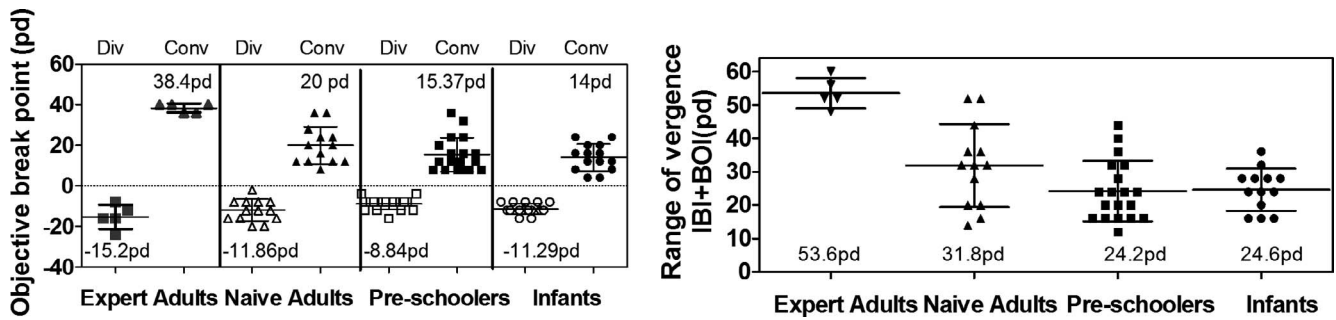 Objective break point (pd)
Div Conv Div Conv Div Conv Div Conv
60
40
20
0
-20
-40
38.4pd 20 pd 15.37pd 14pd
-15.2pd -11.86pd -8.84pd -11.29pd
Expert Adults Naive Adults Pre-schoolers Infants
Range of vergence
IBI+BOI(pd)
60
50
40
30
20
10
0
53.6pd 31.8pd 24.2pd 24.6pd
Expert Adults Naive Adults Pre-schoolers Infants